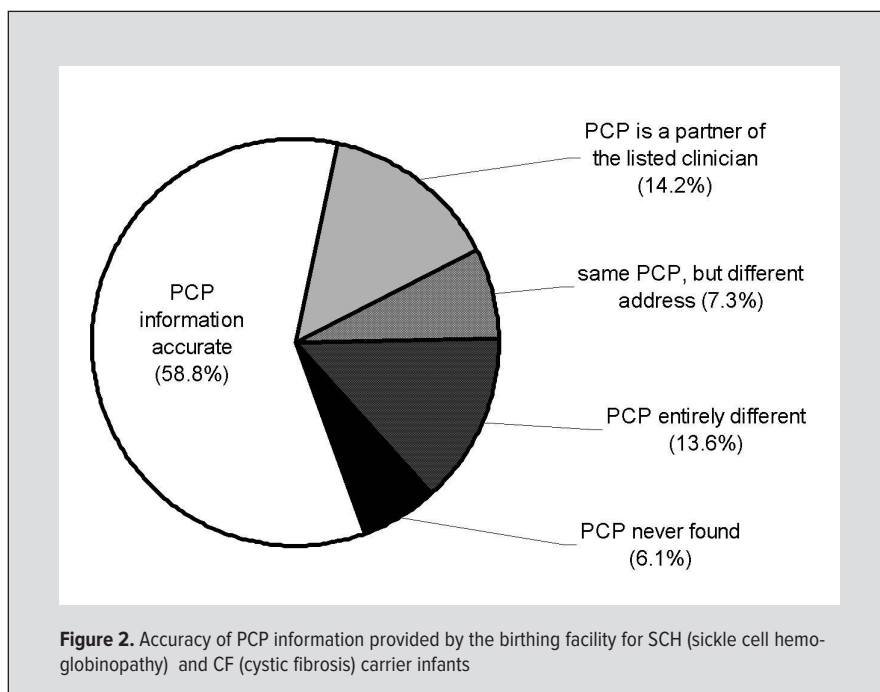 PCP is a partner of
the listed clinician
(14.2%)
same PCP, but different
address (7.3%)
PCP
information
accurate
(58.8%)
PCP entirely different
(13.6%)
PCP never found
(6.1%)
Figure 2. Accuracy of PCP information provided by the birthing facility for SCH (sickle cell hemo-
globinopathy) and CF (cystic fibrosis) carrier infants